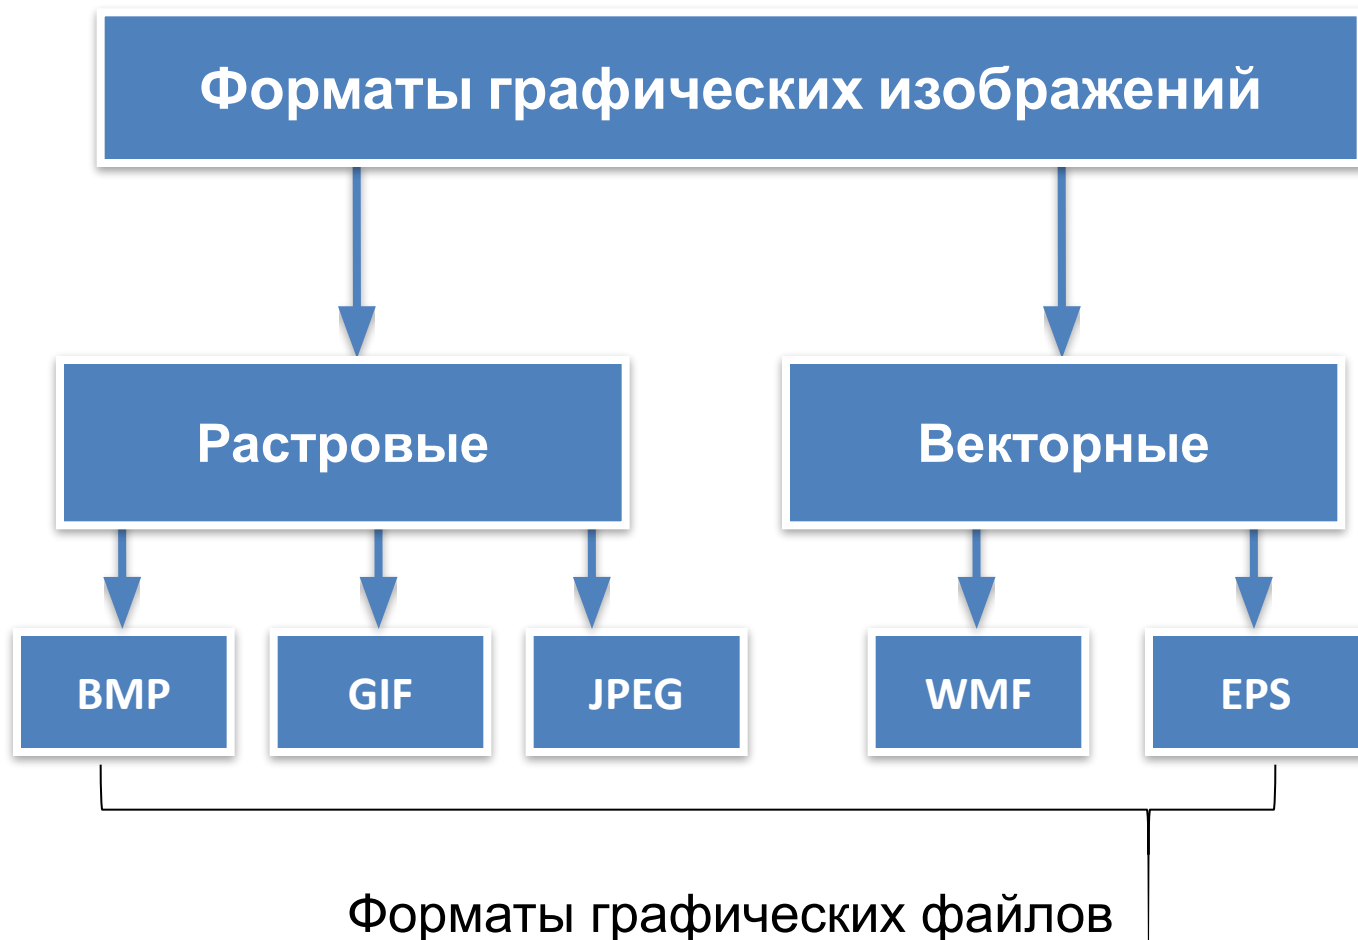 Форматы графических изображений
Растровые
Векторные
BMP
GIF
JPEG
WMF
EPS
Форматы графических файлов